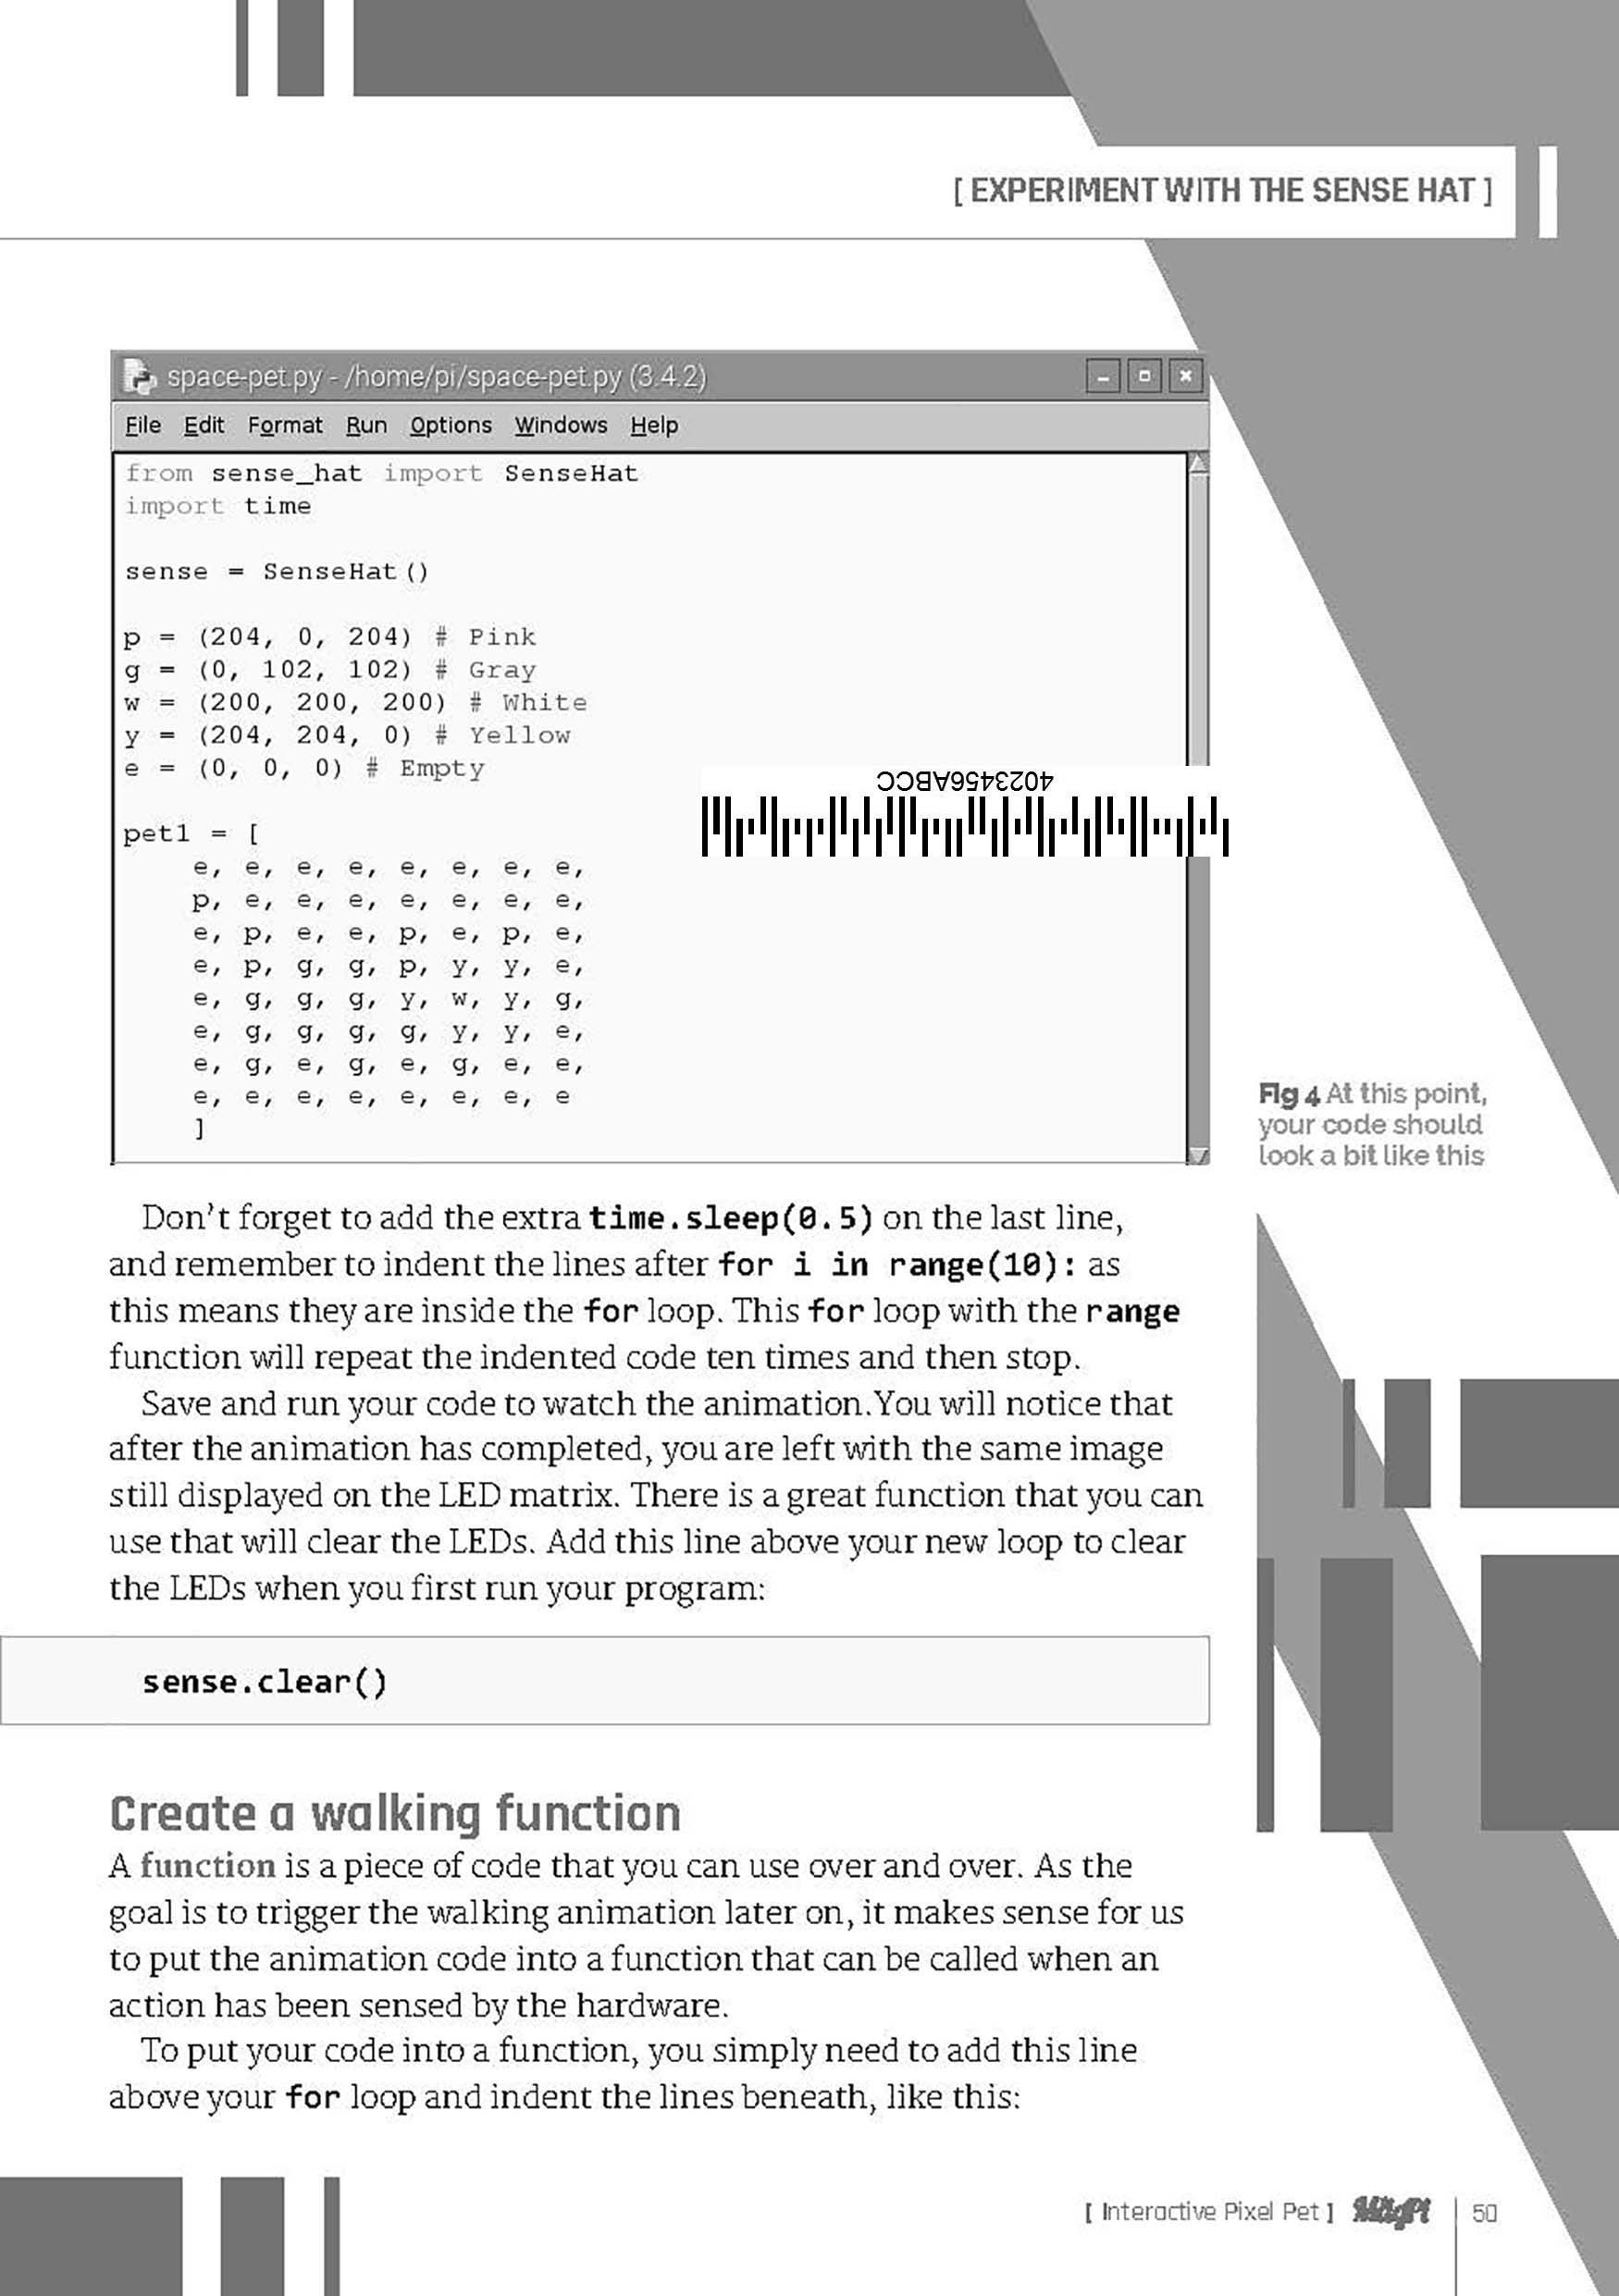 [ EXPERIMENT WITH THE SENSE HAT ]
space-pet.py - /home/pi/space-pet.py (3.4.2)
File Edit Format Run Options Windows Help
from sense_hat import SenseHat
import time
sense = SenseHat()
p = (204, 0, 204) # Pink
g = (0, 102, 102) # Gray
w = (200, 200, 200) # White
y = (204, 204, 0) # Yellow
e = (0, 0, 0) # Empty
4023456ABCC
pet1 = [
e, e, e, e, e, e, e, e,
p, e, e, e, e, e, e, e,
e, p, e, e, p, e, p, e,
e, p, g, g, p, y, y, e,
e, g, g, g, y, w, y, g,
e, g, g, g, g, y, y, e,
e, g, e, g, e, g, e, e,
e, e, e, e, e, e, e, e
]
Fig 4 At this point,
your code should
look a bit like this
Don't forget to add the extra time.sleep(0.5) on the last line,
and remember to indent the lines after for i in range(10): as
this means they are inside the for loop. This for loop with the range
function will repeat the indented code ten times and then stop.
Save and run your code to watch the animation.You will notice that
after the animation has completed, you are left with the same image
still displayed on the LED matrix. There is a great function that you can
use that will clear the LEDs. Add this line above your new loop to clear
the LEDs when you first run your program:
sense.clear()
Create a walking function
A function is a piece of code that you can use over and over. As the
goal is to trigger the walking animation later on, it makes sense for us
to put the animation code into a function that can be called when an
action has been sensed by the hardware.
To put your code into a function, you simply need to add this line
above your for loop and indent the lines beneath, like this:
[ Interactive Pixel Pet ] MagPi 50